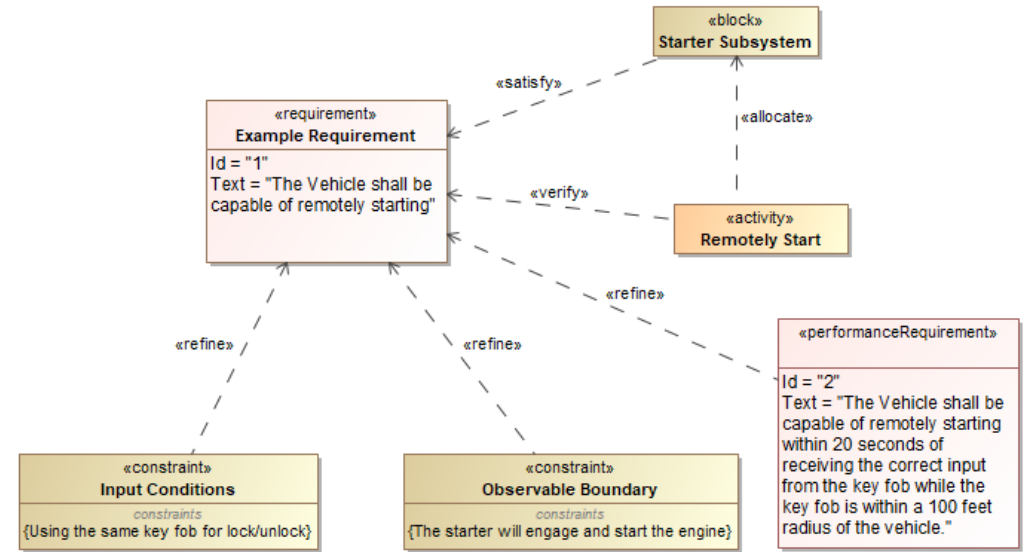 «block»
Starter Subsystem
«satisfy»
«requirement»
Example Requirement
Id = "1"
Text = "The Vehicle shall be
capable of remotely starting"
«allocate»
«verify»
«activity»
Remotely Start
«refine»
«performanceRequirement»
Id = "2"
Text = "The Vehicle shall be
capable of remotely starting
within 20 seconds of
receiving the correct input
from the key fob while the
key fob is within a 100 feet
radius of the vehicle."
«refine»
«refine»
«constraint»
Input Conditions
constraints
{Using the same key fob for lock/unlock}
«constraint»
Observable Boundary
constraints
{The starter will engage and start the engine}